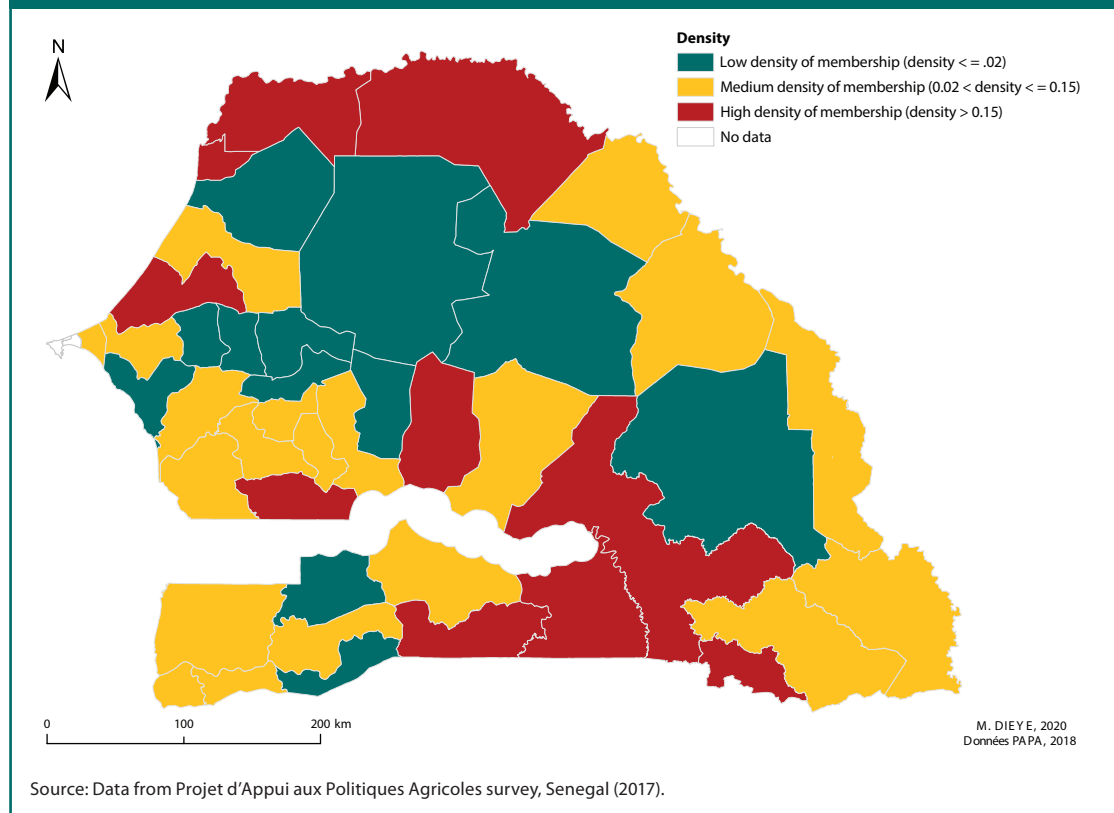 N
Density
Low density of membership (density < = .02)
Medium density of membership (0.02 < density < = 0.15)
High density of membership (density > 0.15)
No data
0 100 200 km
M. DIEYE, 2020
Données PAPA, 2018
Source: Data from Projet d’Appui aux Politiques Agricoles survey, Senegal (2017).